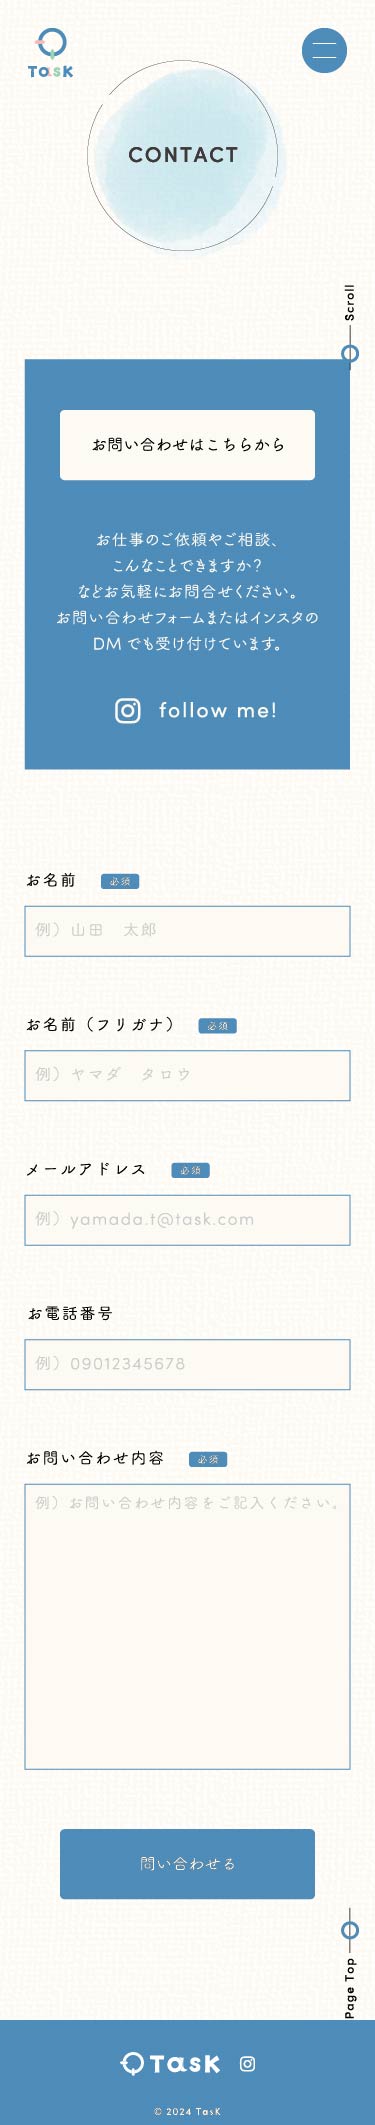 TasK
CONTACT
Scroll
お問い合わせはこちらから
お仕事のご依頼やご相談、
こんなことできますか？
などお気軽にお問合せください。
お問い合わせフォームまたはインスタの
DM でも受け付けています。
follow me!
お名前 必須
例）山田　太郎
お名前（フリガナ） 必須
例）ヤマダ　タロウ
メールアドレス 必須
例）yamada.t@task.com
お電話番号
例）09012345678
お問い合わせ内容 必須
例）お問い合わせ内容をご記入ください。
問い合わせる
Page Top
TasK
© 2024 TasK